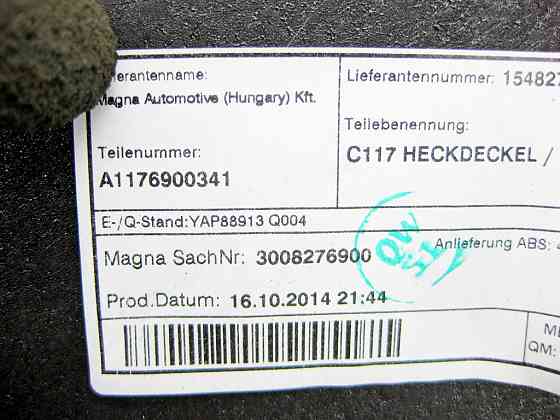 Lieferantennummer: 154827
Magna Automotive (Hungary) Kft.
Teilebenennung:
Teilenummer:
C117 HECKDECKEL /
A1176900341
E-/Q-Stand:YAP88913 Q004
Anlieferung ABS:
Magna SachNr: 3008276900
QW
Prod.Datum: 16.10.2014 21:44
QM: